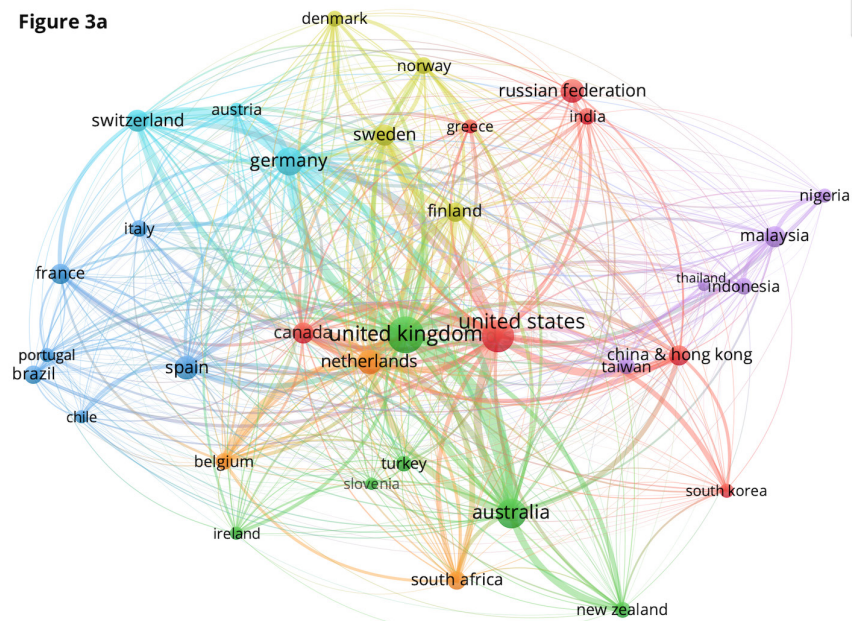 Figure 3a
denmark
norway
russian federation
austria
switzerland
india
greece
sweden
germany
nigeria
finland
italy
malaysia
france
thailand
indonesia
united states
canada
united kingdom
portugal
china & hong kong
netherlands
spain
taiwan
brazil
chile
belgium
turkey
slovenia
south korea
australia
ireland
south africa
new zealand